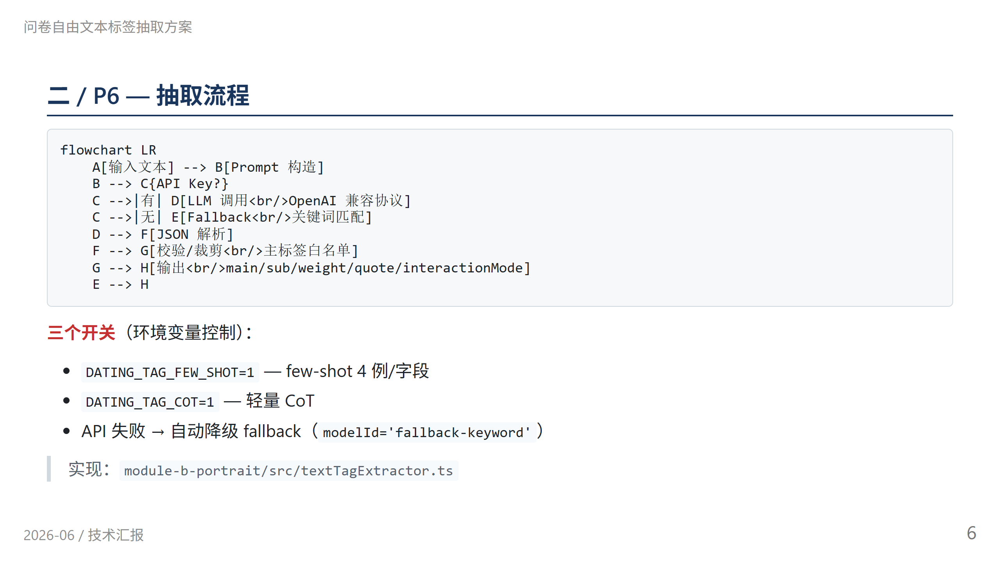 问卷自由文本标签抽取方案
二 / P6 — 抽取流程
flowchart LR
    A[输入文本] --> B[Prompt 构造]
    B --> C{API Key?}
    C -->|有| D[LLM 调用<br/>OpenAI 兼容协议]
    C -->|无| E[Fallback<br/>关键词匹配]
    D --> F[JSON 解析]
    F --> G[校验/裁剪<br/>主标签白名单]
    G --> H[输出<br/>main/sub/weight/quote/interactionMode]
    E --> H
三个开关（环境变量控制）：
• DATING_TAG_FEW_SHOT=1 — few-shot 4 例/字段
• DATING_TAG_COT=1 — 轻量 CoT
• API 失败 → 自动降级 fallback（modelId='fallback-keyword'）
实现：module-b-portrait/src/textTagExtractor.ts
2026-06 / 技术汇报
6